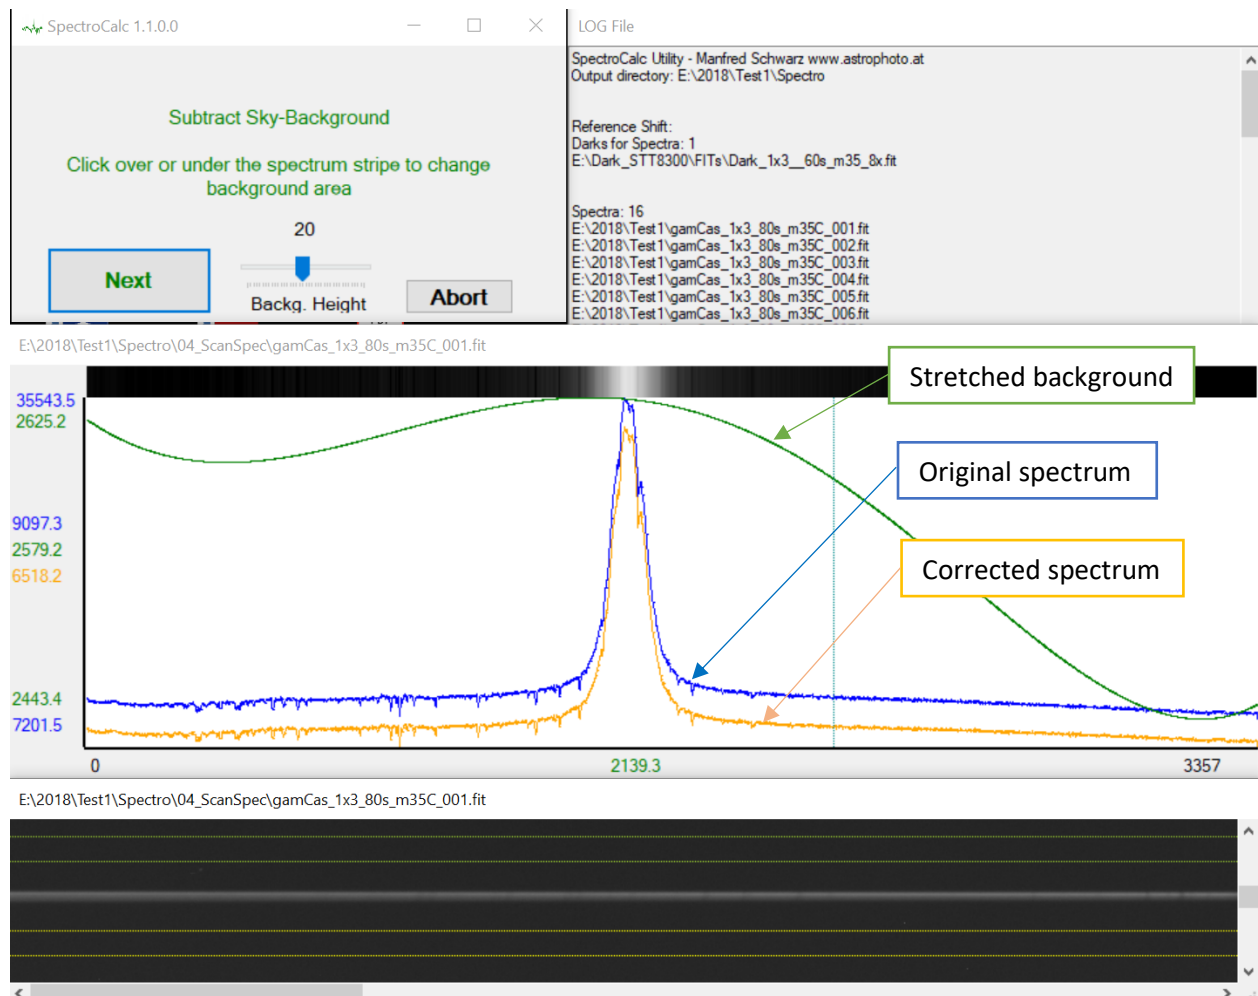 SpectroCalc 1.1.0.0
Subtract Sky-Background
Click over or under the spectrum stripe to change
background area
20
Next
Backg. Height
Abort
LOG File
SpectroCalc Utility - Manfred Schwarz www.astrophoto.at
Output directory: E:\2018\Test1\Spectro
Reference Shift:
Darks for Spectra: 1
E:\Dark_STT8300\FITs\Dark_1x3__60s_m35_8x.fit
Spectra: 16
E:\2018\Test1\gamCas_1x3_80s_m35C_001.fit
E:\2018\Test1\gamCas_1x3_80s_m35C_002.fit
E:\2018\Test1\gamCas_1x3_80s_m35C_003.fit
E:\2018\Test1\gamCas_1x3_80s_m35C_004.fit
E:\2018\Test1\gamCas_1x3_80s_m35C_005.fit
E:\2018\Test1\gamCas_1x3_80s_m35C_006.fit
E:\2018\Test1\Spectro\04_ScanSpec\gamCas_1x3_80s_m35C_001.fit
35543.5
2625.2
9097.3
2579.2
6518.2
2443.4
7201.5
Stretched background
Original spectrum
Corrected spectrum
0
2139.3
3357
E:\2018\Test1\Spectro\04_ScanSpec\gamCas_1x3_80s_m35C_001.fit